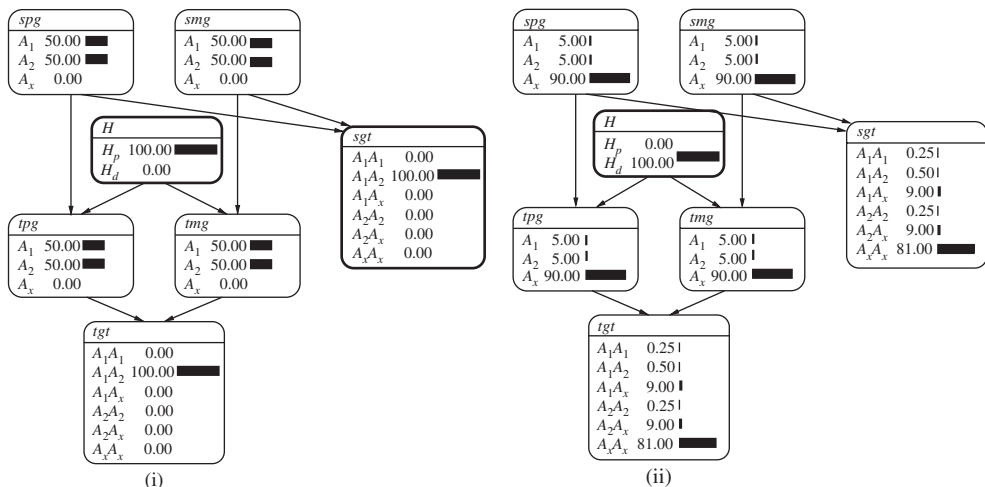 spg
A1 50.00
A2 50.00
Ax 0.00
smg
A1 50.00
A2 50.00
Ax 0.00
H
Hp 100.00
Hd 0.00
sgt
A1A1 0.00
A1A2 100.00
A1Ax 0.00
A2A2 0.00
A2Ax 0.00
AxAx 0.00
tpg
A1 50.00
A2 50.00
Ax 0.00
tmg
A1 50.00
A2 50.00
Ax 0.00
tgt
A1A1 0.00
A1A2 100.00
A1Ax 0.00
A2A2 0.00
A2Ax 0.00
AxAx 0.00
(i)
spg
A1 5.00
A2 5.00
Ax 90.00
smg
A1 5.00
A2 5.00
Ax 90.00
H
Hp 0.00
Hd 100.00
sgt
A1A1 0.25
A1A2 0.50
A1Ax 9.00
A2A2 0.25
A2Ax 9.00
AxAx 81.00
tpg
A1 5.00
A2 5.00
Ax 90.00
tmg
A1 5.00
A2 5.00
Ax 90.00
tgt
A1A1 0.25
A1A2 0.50
A1Ax 9.00
A2A2 0.25
A2Ax 9.00
AxAx 81.00
(ii)